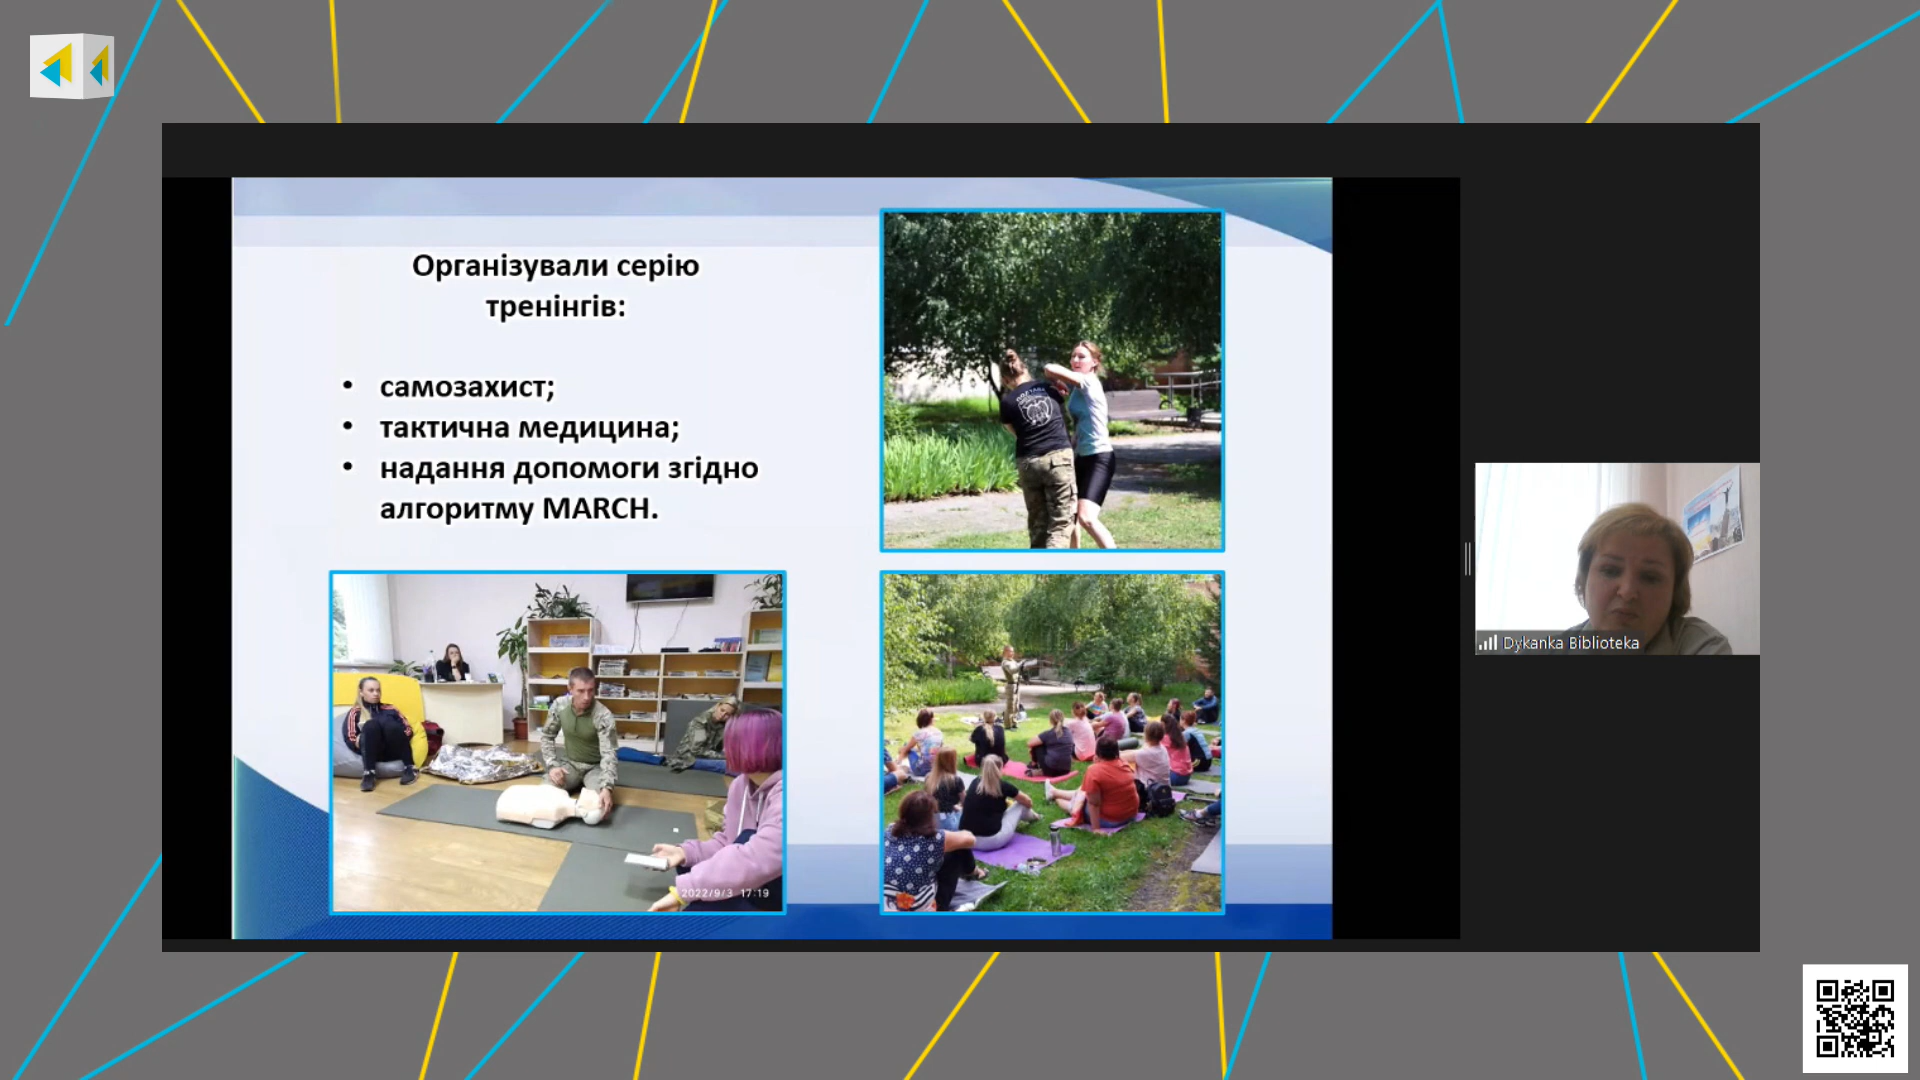 Організували серію
тренінгів:
• самозахист;
• тактична медицина;
• надання допомоги згідно
алгоритму MARCH.
2022/9/3 17:19
Dykanka Biblioteka